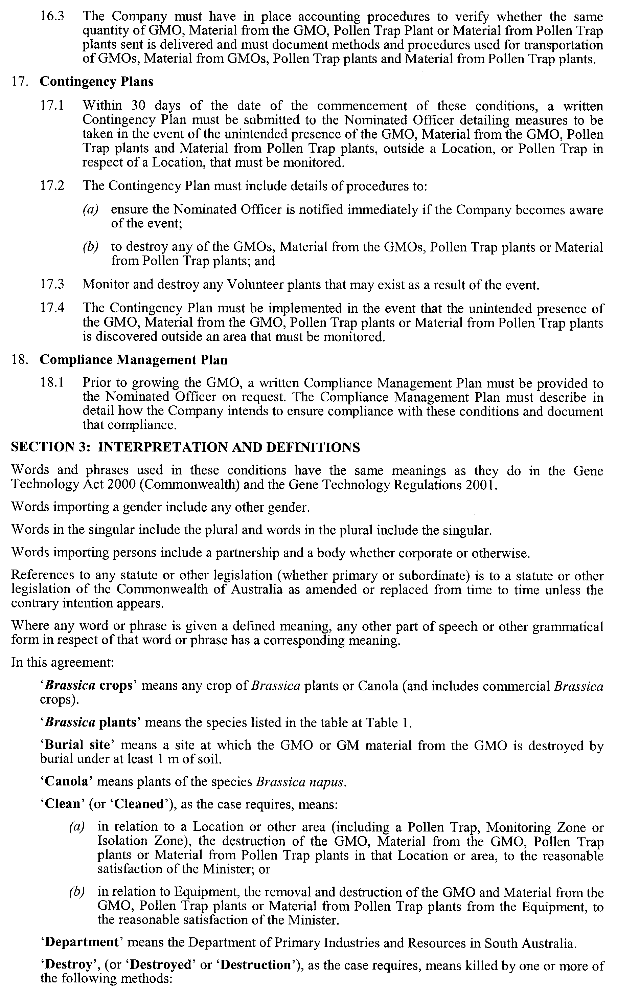 16.3 The Company must have in place accounting procedures to verify whether the same
quantity of GMO, Material from the GMO, Pollen Trap Plant or Material from Pollen Trap
plants sent is delivered and must document methods and procedures used for transportation
of GMOs, Material from GMOs, Pollen Trap plants and Material from Pollen Trap plants.
17. Contingency Plans
17.1 Within 30 days of the date of the commencement of these conditions, a written
Contingency Plan must be submitted to the Nominated Officer detailing measures to be
taken in the event of the unintended presence of the GMO, Material from the GMO, Pollen
Trap plants and Material from Pollen Trap plants, outside a Location, or Pollen Trap in
respect of a Location, that must be monitored.
17.2 The Contingency Plan must include details of procedures to:
(a) ensure the Nominated Officer is notified immediately if the Company becomes aware
of the event;
(b) to destroy any of the GMOs, Material from the GMOs, Pollen Trap plants or Material
from Pollen Trap plants; and
17.3 Monitor and destroy any Volunteer plants that may exist as a result of the event.
17.4 The Contingency Plan must be implemented in the event that the unintended presence of
the GMO, Material from the GMO, Pollen Trap plants or Material from Pollen Trap plants
is discovered outside an area that must be monitored.
18. Compliance Management Plan
18.1 Prior to growing the GMO, a written Compliance Management Plan must be provided to
the Nominated Officer on request. The Compliance Management Plan must describe in
detail how the Company intends to ensure compliance with these conditions and document
that compliance.
SECTION 3: INTERPRETATION AND DEFINITIONS
Words and phrases used in these conditions have the same meanings as they do in the Gene
Technology Act 2000 (Commonwealth) and the Gene Technology Regulations 2001.
Words importing a gender include any other gender.
Words in the singular include the plural and words in the plural include the singular.
Words importing persons include a partnership and a body whether corporate or otherwise.
References to any statute or other legislation (whether primary or subordinate) is to a statute or other
legislation of the Commonwealth of Australia as amended or replaced from time to time unless the
contrary intention appears.
Where any word or phrase is given a defined meaning, any other part of speech or other grammatical
form in respect of that word or phrase has a corresponding meaning.
In this agreement:
‘Brassica crops’ means any crop of Brassica plants or Canola (and includes commercial Brassica
crops).
‘Brassica plants’ means the species listed in the table at Table 1.
‘Burial site’ means a site at which the GMO or GM material from the GMO is destroyed by
burial under at least 1 m of soil.
‘Canola’ means plants of the species Brassica napus.
‘Clean’ (or ‘Cleaned’), as the case requires, means:
(a) in relation to a Location or other area (including a Pollen Trap, Monitoring Zone or
Isolation Zone), the destruction of the GMO, Material from the GMO, Pollen Trap
plants or Material from Pollen Trap plants in that Location or area, to the reasonable
satisfaction of the Minister; or
(b) in relation to Equipment, the removal and destruction of the GMO and Material from the
GMO, Pollen Trap plants or Material from Pollen Trap plants from the Equipment, to
the reasonable satisfaction of the Minister.
‘Department’ means the Department of Primary Industries and Resources in South Australia.
‘Destroy’, (or ‘Destroyed’ or ‘Destruction’), as the case requires, means killed by one or more of
the following methods: